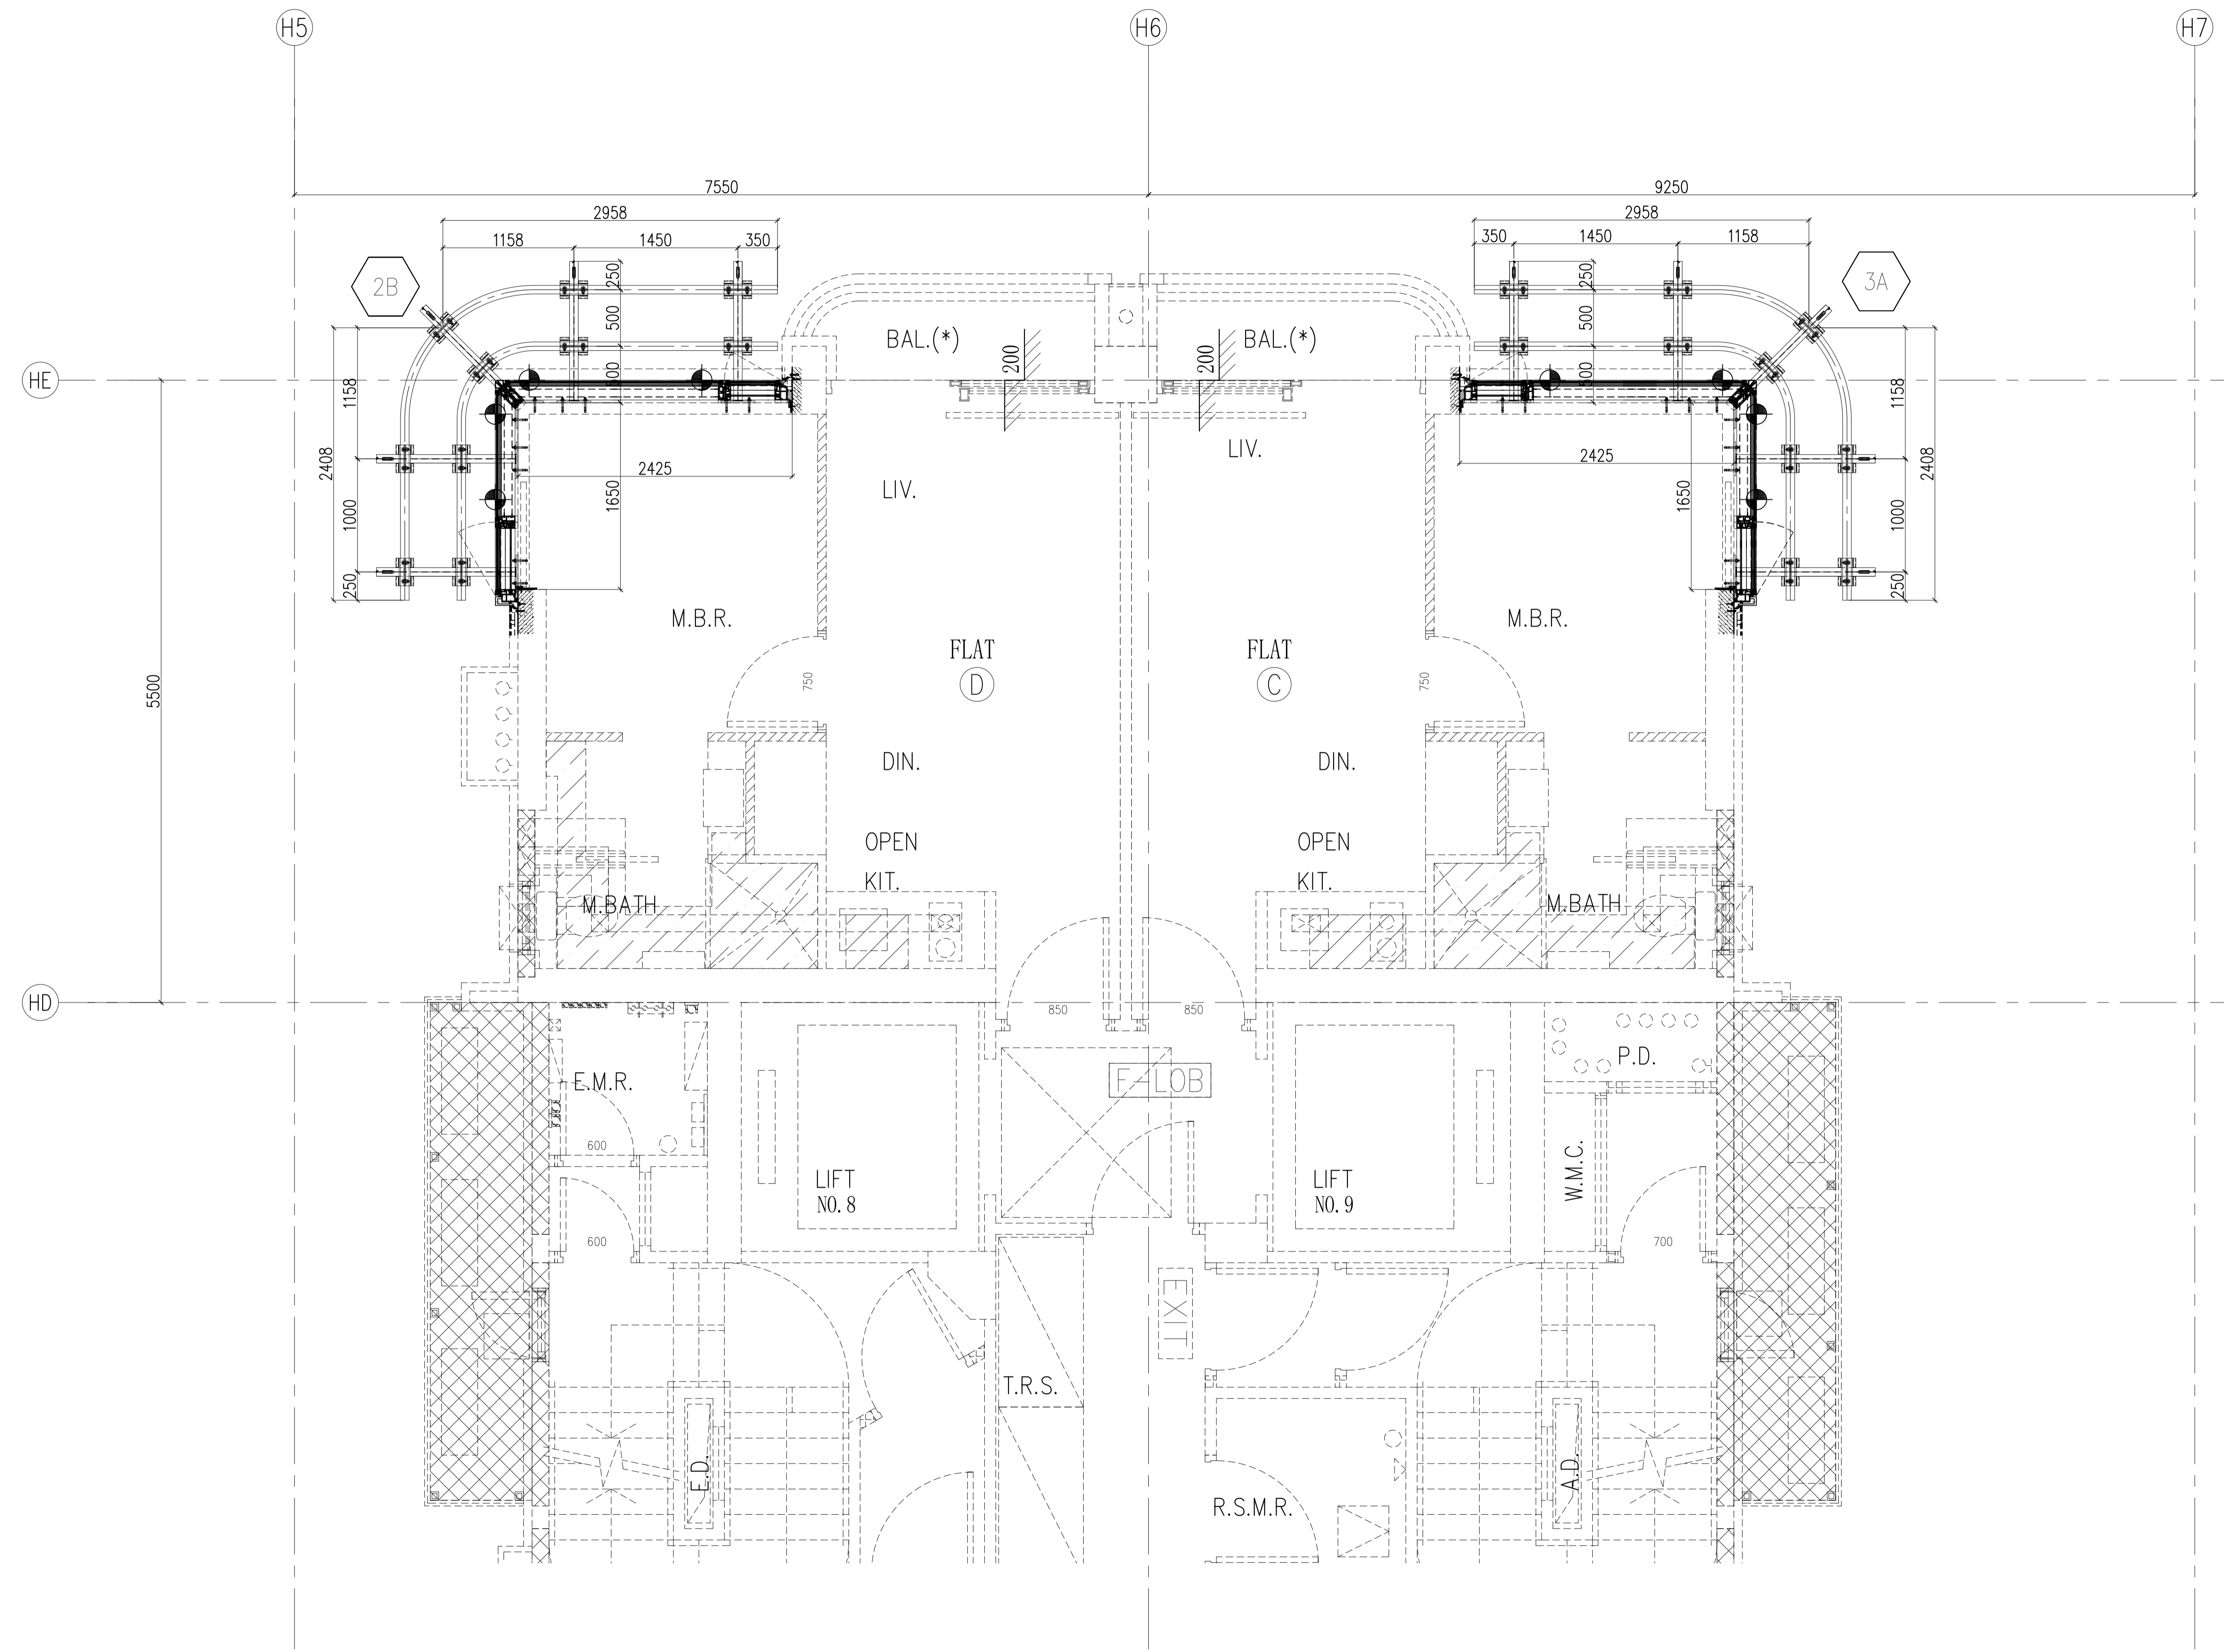 H5
H6
H7
7550
9250
2958
2958
1158
1450
350
350
1450
1158
2B
250
250
3A
500
500
BAL.(*)
BAL.(*)
200
200
HE
500
500
1158
1158
2408
2408
LIV.
2425
2425
LIV.
1650
1650
1000
1000
250
250
M.B.R.
M.B.R.
FLAT
FLAT
D
C
750
750
5500
DIN.
DIN.
OPEN
OPEN
KIT.
KIT.
M.BATH
M.BATH
HD
850
850
P.D.
E.M.R.
F-LOB
600
W.M.C.
LIFT
NO. 8
LIFT
NO. 9
600
700
EXIT
T.R.S.
E.D.
A.D.
R.S.M.R.